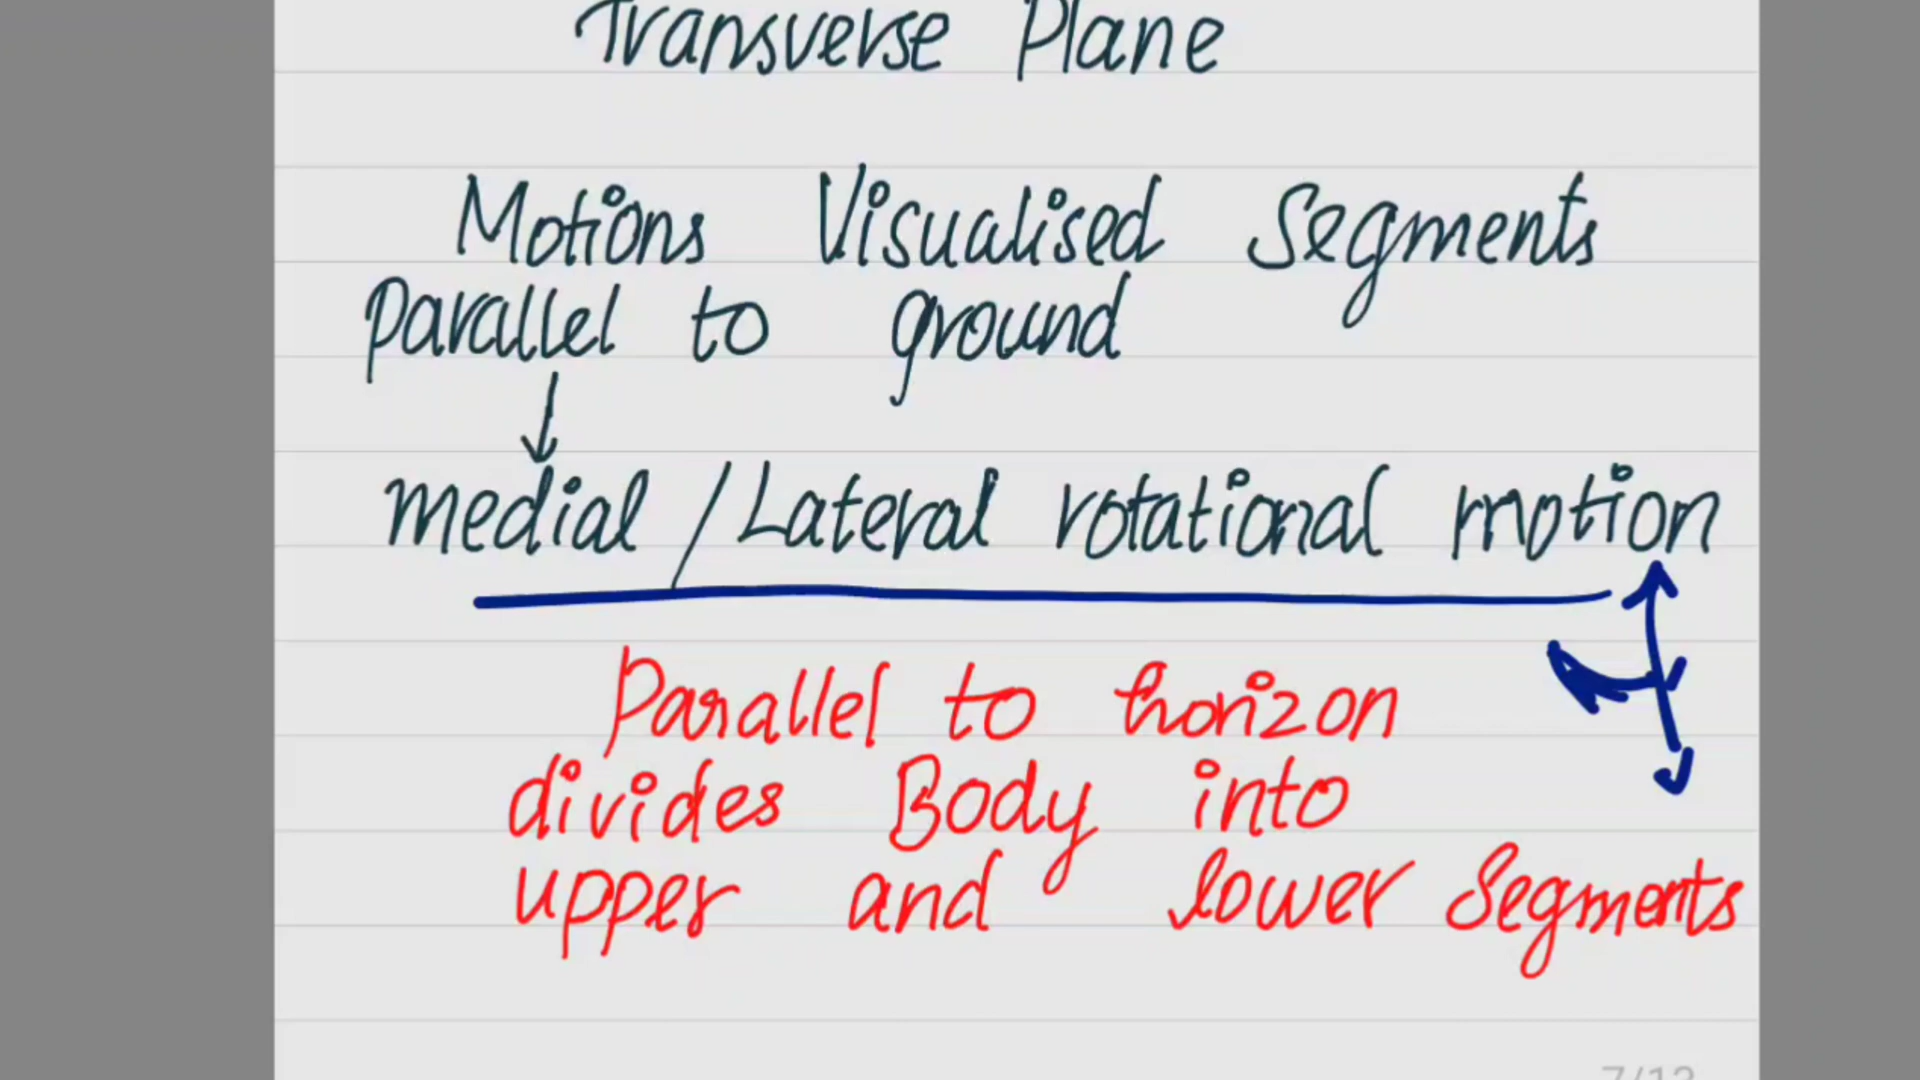 Transverse Plane
Motions Visualised Segments
parallel to ground
medial / Lateral rotational motion
Parallel to horizon
divides Body into
upper and lower Segments